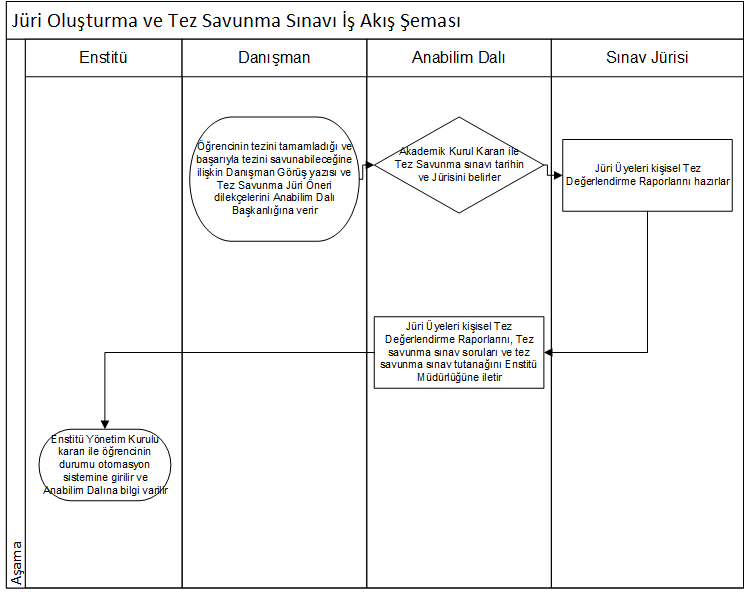 Jüri Oluşturma ve Tez Savunma Sınavı İş Akış Şeması
Enstitü
Danışman
Anabilim Dalı
Sınav Jürisi
Öğrencinin tezini tamamladığı ve
başarıyla tezini savunabileceğine
ilişkin Danışman Görüş yazısı ve
Tez Savunma Jüri Öneri
dilekçelerini Anabilim Dalı
Başkanlığına verir
Akademik Kurul Kararı ile
Tez Savunma sınavı tarihin
ve Jürisini belirler
Jüri Üyeleri kişisel Tez
Değerlendirme Raporlarını hazırlar
Jüri Üyeleri kişisel Tez
Değerlendirme Raporlarını, Tez
savunma sınav soruları ve tez
savunma sınav tutanağını Enstitü
Müdürlüğüne iletir
Enstitü Yönetim Kurulu
kararı ile öğrencinin
durumu otomasyon
sistemine girilir ve
Anabilim Dalına bilgi varilir
Aşama